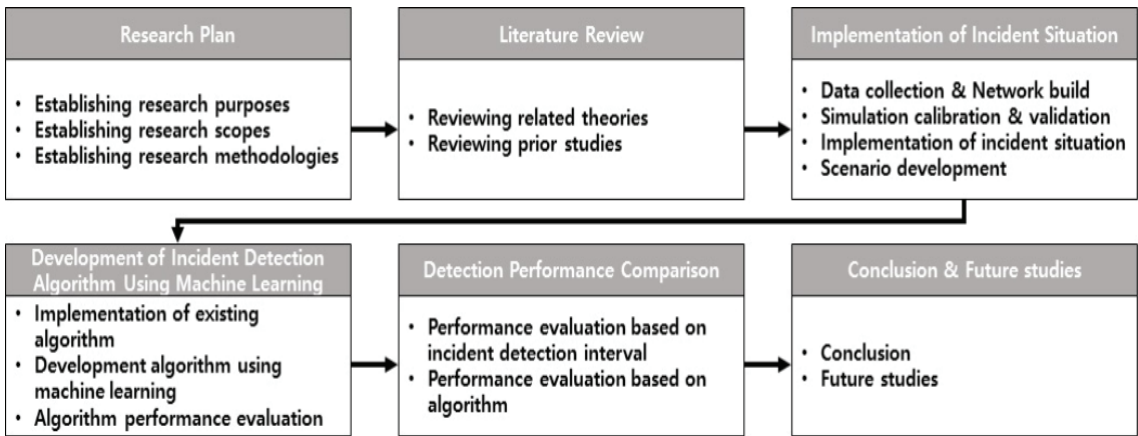 Research Plan
• Establishing research purposes
• Establishing research scopes
• Establishing research methodologies
Literature Review
• Reviewing related theories
• Reviewing prior studies
Implementation of Incident Situation
• Data collection & Network build
• Simulation calibration & validation
• Implementation of incident situation
• Scenario development
Development of Incident Detection
Algorithm Using Machine Learning
• Implementation of existing
algorithm
• Development algorithm using
machine learning
• Algorithm performance evaluation
Detection Performance Comparison
• Performance evaluation based on
incident detection interval
• Performance evaluation based on
algorithm
Conclusion & Future studies
• Conclusion
• Future studies